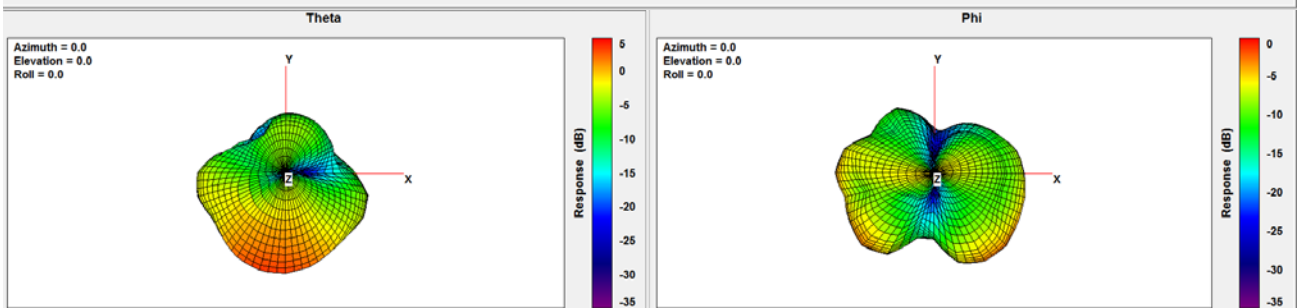 Theta
Azimuth = 0.0
Elevation = 0.0
Roll = 0.0
Y
X
Z
5
0
-5
-10
-15
-20
-25
-30
-35
Response (dB)
Phi
Azimuth = 0.0
Elevation = 0.0
Roll = 0.0
Y
X
Z
0
-5
-10
-15
-20
-25
-30
-35
Response (dB)